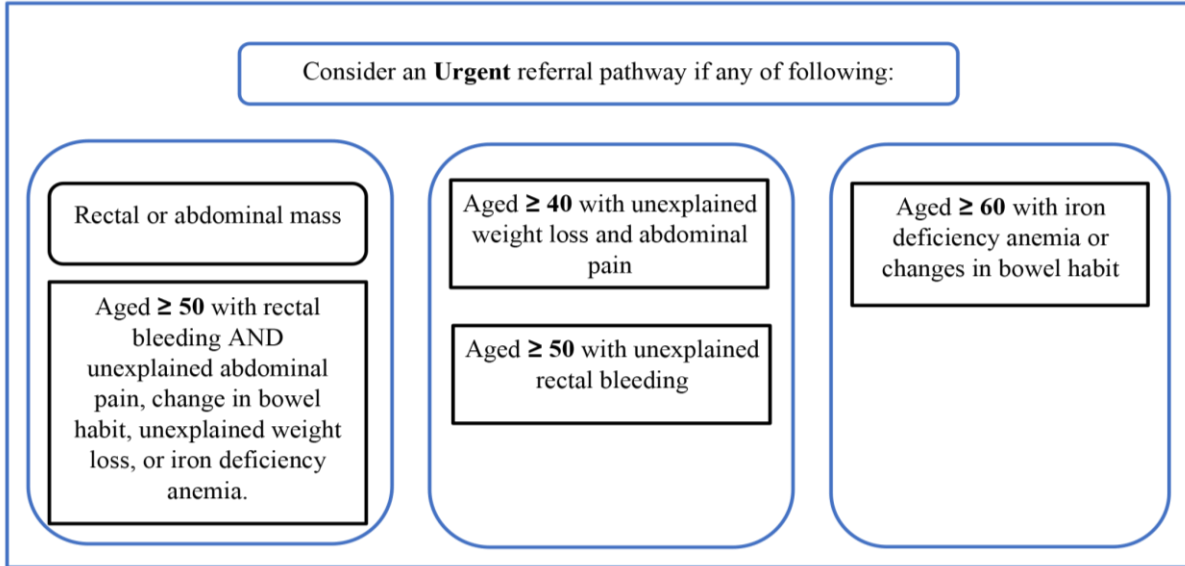 Consider an Urgent referral pathway if any of following:
Rectal or abdominal mass
Aged ≥ 50 with rectal
bleeding AND
unexplained abdominal
pain, change in bowel
habit, unexplained weight
loss, or iron deficiency
anemia.
Aged ≥ 40 with unexplained
weight loss and abdominal
pain
Aged ≥ 50 with unexplained
rectal bleeding
Aged ≥ 60 with iron
deficiency anemia or
changes in bowel habit